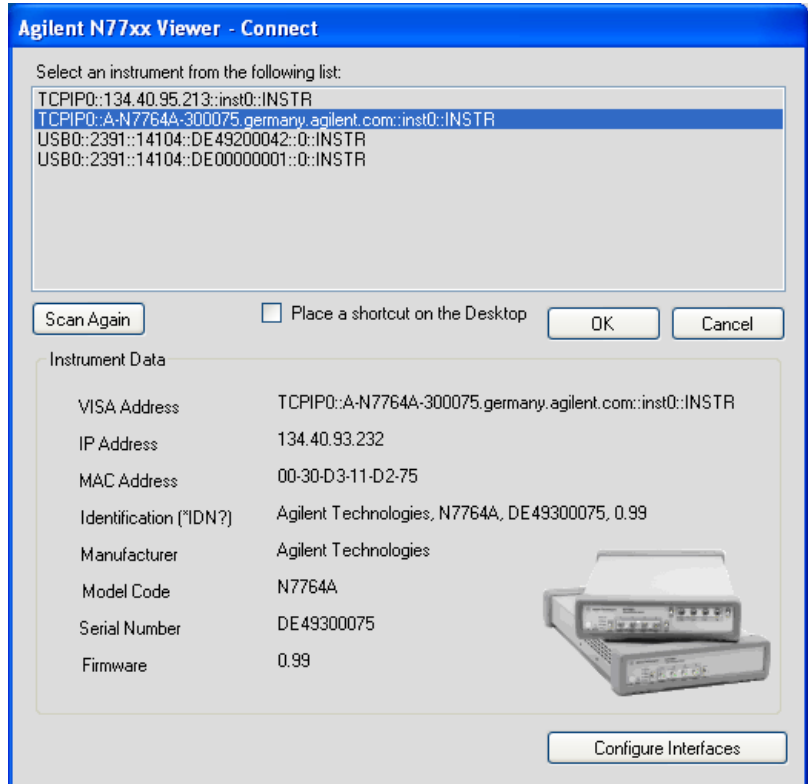 Agilent N77xx Viewer - Connect
Select an instrument from the following list:
TCPIP0::134.40.95.213::inst0::INSTR
TCPIP0::A-N7764A-300075.germany.agilent.com::inst0::INSTR
USB0::2391::14104::DE49200042::0::INSTR
USB0::2391::14104::DE00000001::0::INSTR
Scan Again
Place a shortcut on the Desktop
OK
Cancel
Instrument Data
VISA Address TCPIP0::A-N7764A-300075.germany.agilent.com::inst0::INSTR
IP Address 134.40.93.232
MAC Address 00-30-D3-11-D2-75
Identification (*IDN?) Agilent Technologies, N7764A, DE49300075, 0.99
Manufacturer Agilent Technologies
Model Code N7764A
Serial Number DE49300075
Firmware 0.99
Configure Interfaces